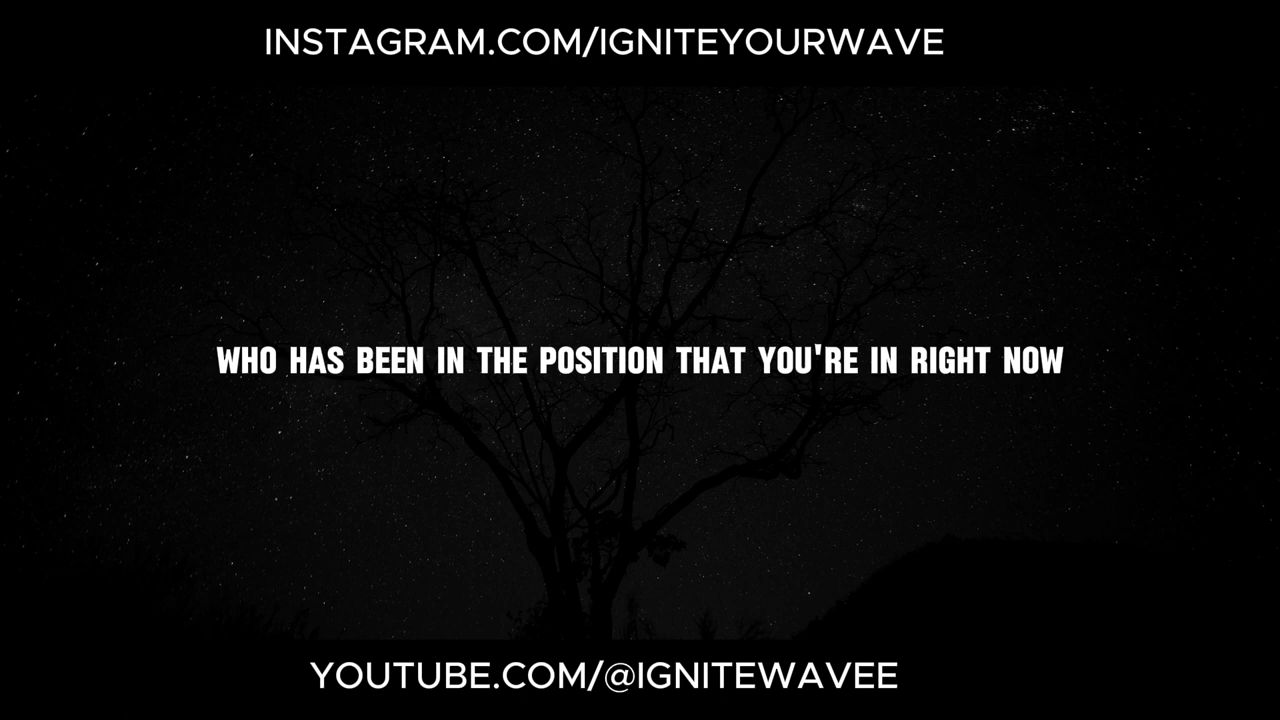 INSTAGRAM.COM/IGNITEYOURWAVE
WHO HAS BEEN IN THE POSITION THAT YOU'RE IN RIGHT NOW
YOUTUBE.COM/@IGNITEWAVEE